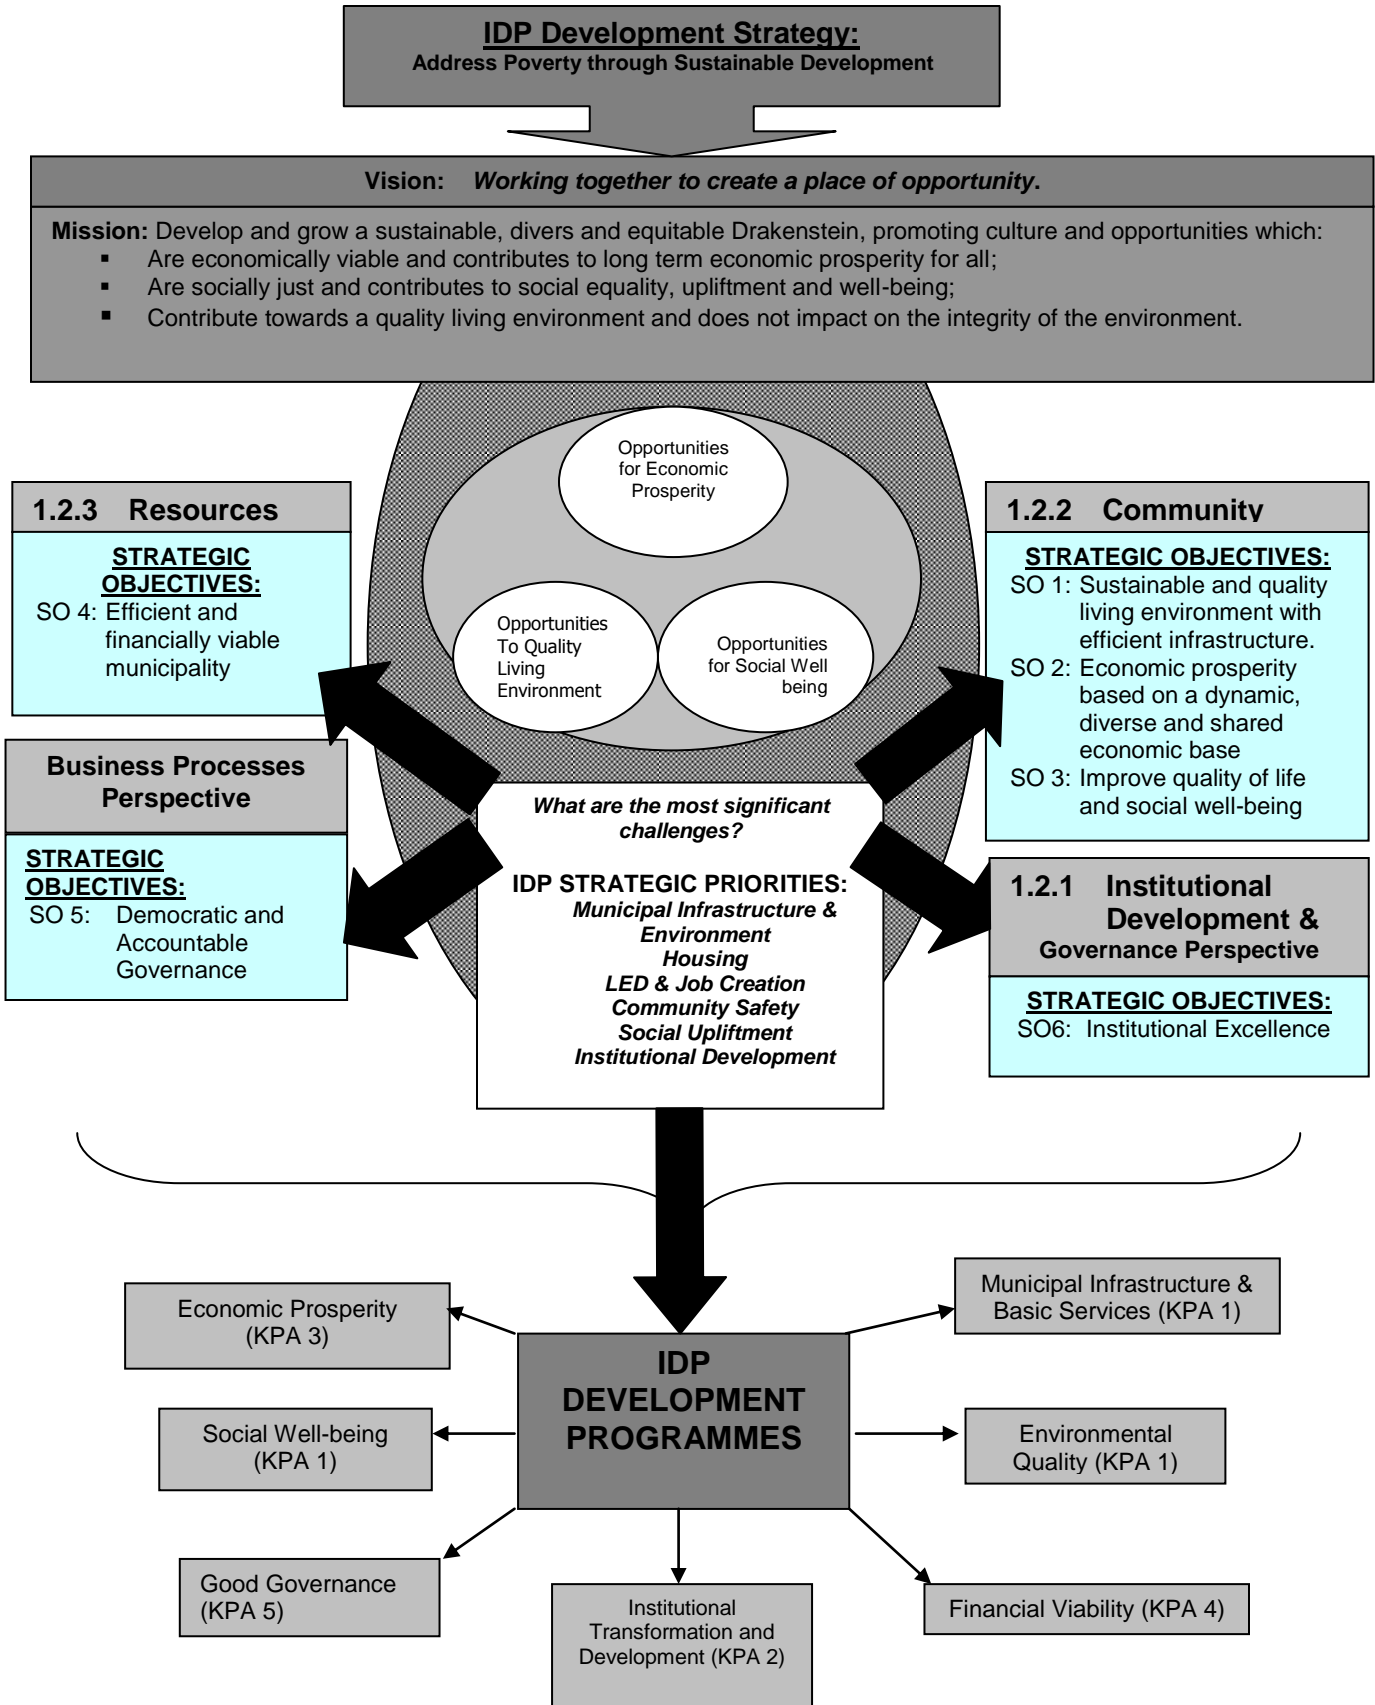 IDP Development Strategy:
Address Poverty through Sustainable Development
Vision: Working together to create a place of opportunity.
Mission: Develop and grow a sustainable, divers and equitable Drakenstein, promoting culture and opportunities which:
▪ Are economically viable and contributes to long term economic prosperity for all;
▪ Are socially just and contributes to social equality, upliftment and well-being;
▪ Contribute towards a quality living environment and does not impact on the integrity of the environment.
Opportunities
for Economic
Prosperity
Opportunities
To Quality
Living
Environment
Opportunities
for Social Well
being
1.2.3 Resources
STRATEGIC
OBJECTIVES:
SO 4: Efficient and
financially viable
municipality
1.2.2 Community
STRATEGIC OBJECTIVES:
SO 1: Sustainable and quality
living environment with
efficient infrastructure.
SO 2: Economic prosperity
based on a dynamic,
diverse and shared
economic base
SO 3: Improve quality of life
and social well-being
Business Processes
Perspective
STRATEGIC
OBJECTIVES:
SO 5: Democratic and
Accountable
Governance
What are the most significant
challenges?
IDP STRATEGIC PRIORITIES:
Municipal Infrastructure &
Environment
Housing
LED & Job Creation
Community Safety
Social Upliftment
Institutional Development
1.2.1 Institutional
Development &
Governance Perspective
STRATEGIC OBJECTIVES:
SO6: Institutional Excellence
Economic Prosperity
(KPA 3)
Municipal Infrastructure &
Basic Services (KPA 1)
IDP
DEVELOPMENT
PROGRAMMES
Social Well-being
(KPA 1)
Environmental
Quality (KPA 1)
Good Governance
(KPA 5)
Institutional
Transformation and
Development (KPA 2)
Financial Viability (KPA 4)